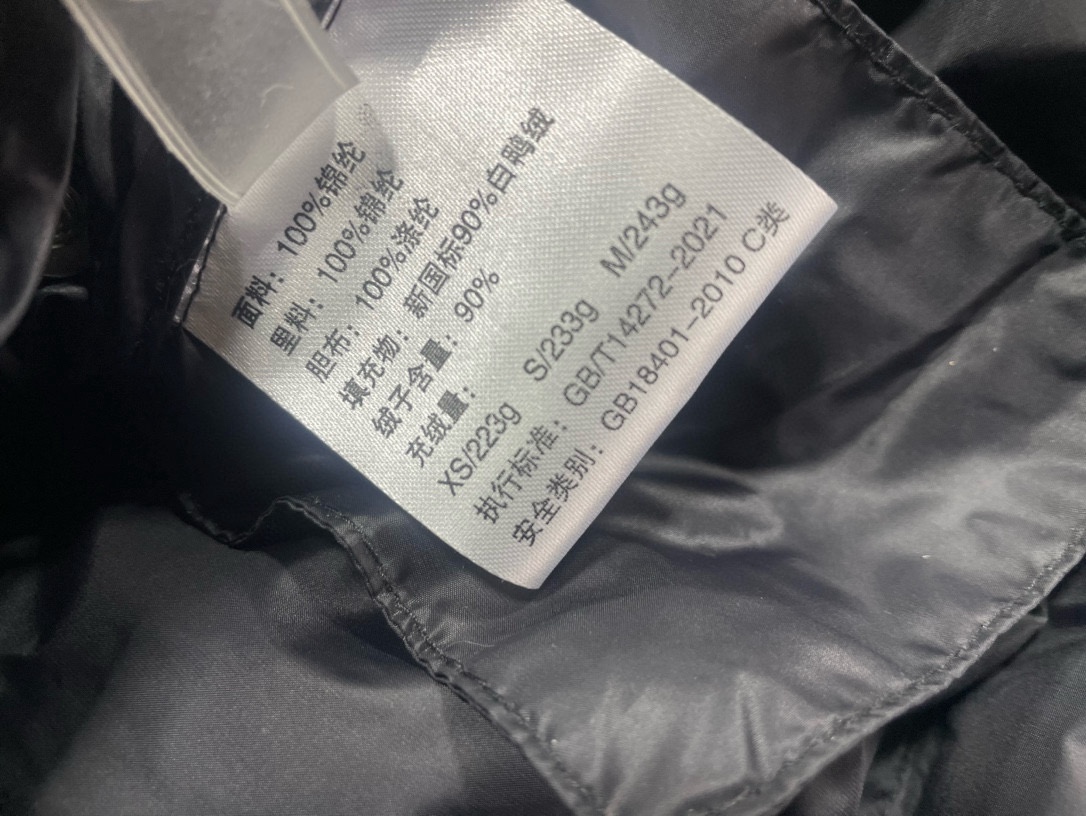 面料：100%锦纶
里料：100%锦纶
胆布：100%涤纶
填充物：新国标90%白鸭绒
绒子含量：90%
充绒量：
XS/223g S/233g M/243g
执行标准：GB/T14272-2021
安全类别：GB18401-2010 C类